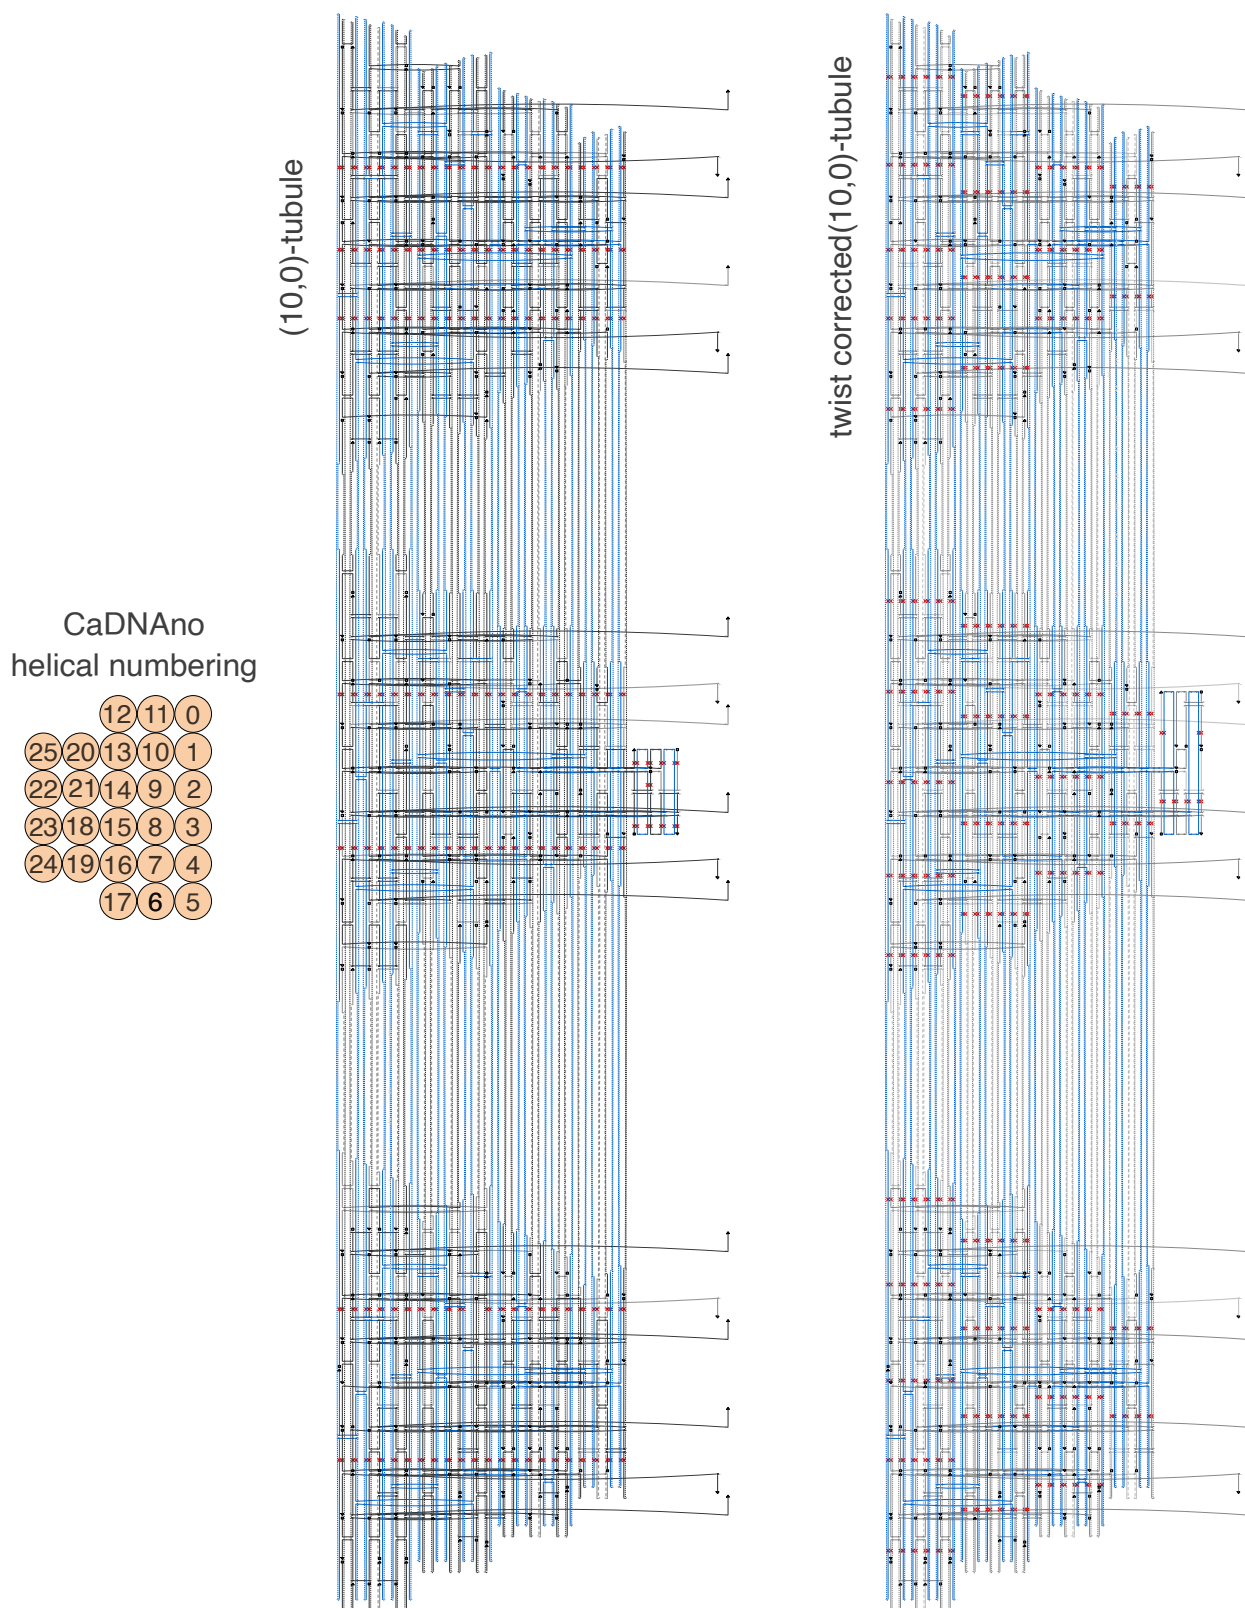 (10,0)-tubule
twist corrected(10,0)-tubule
CaDNAno
helical numbering
12 11 0
25 20 13 10 1
22 21 14 9 2
23 18 15 8 3
24 19 16 7 4
17 6 5